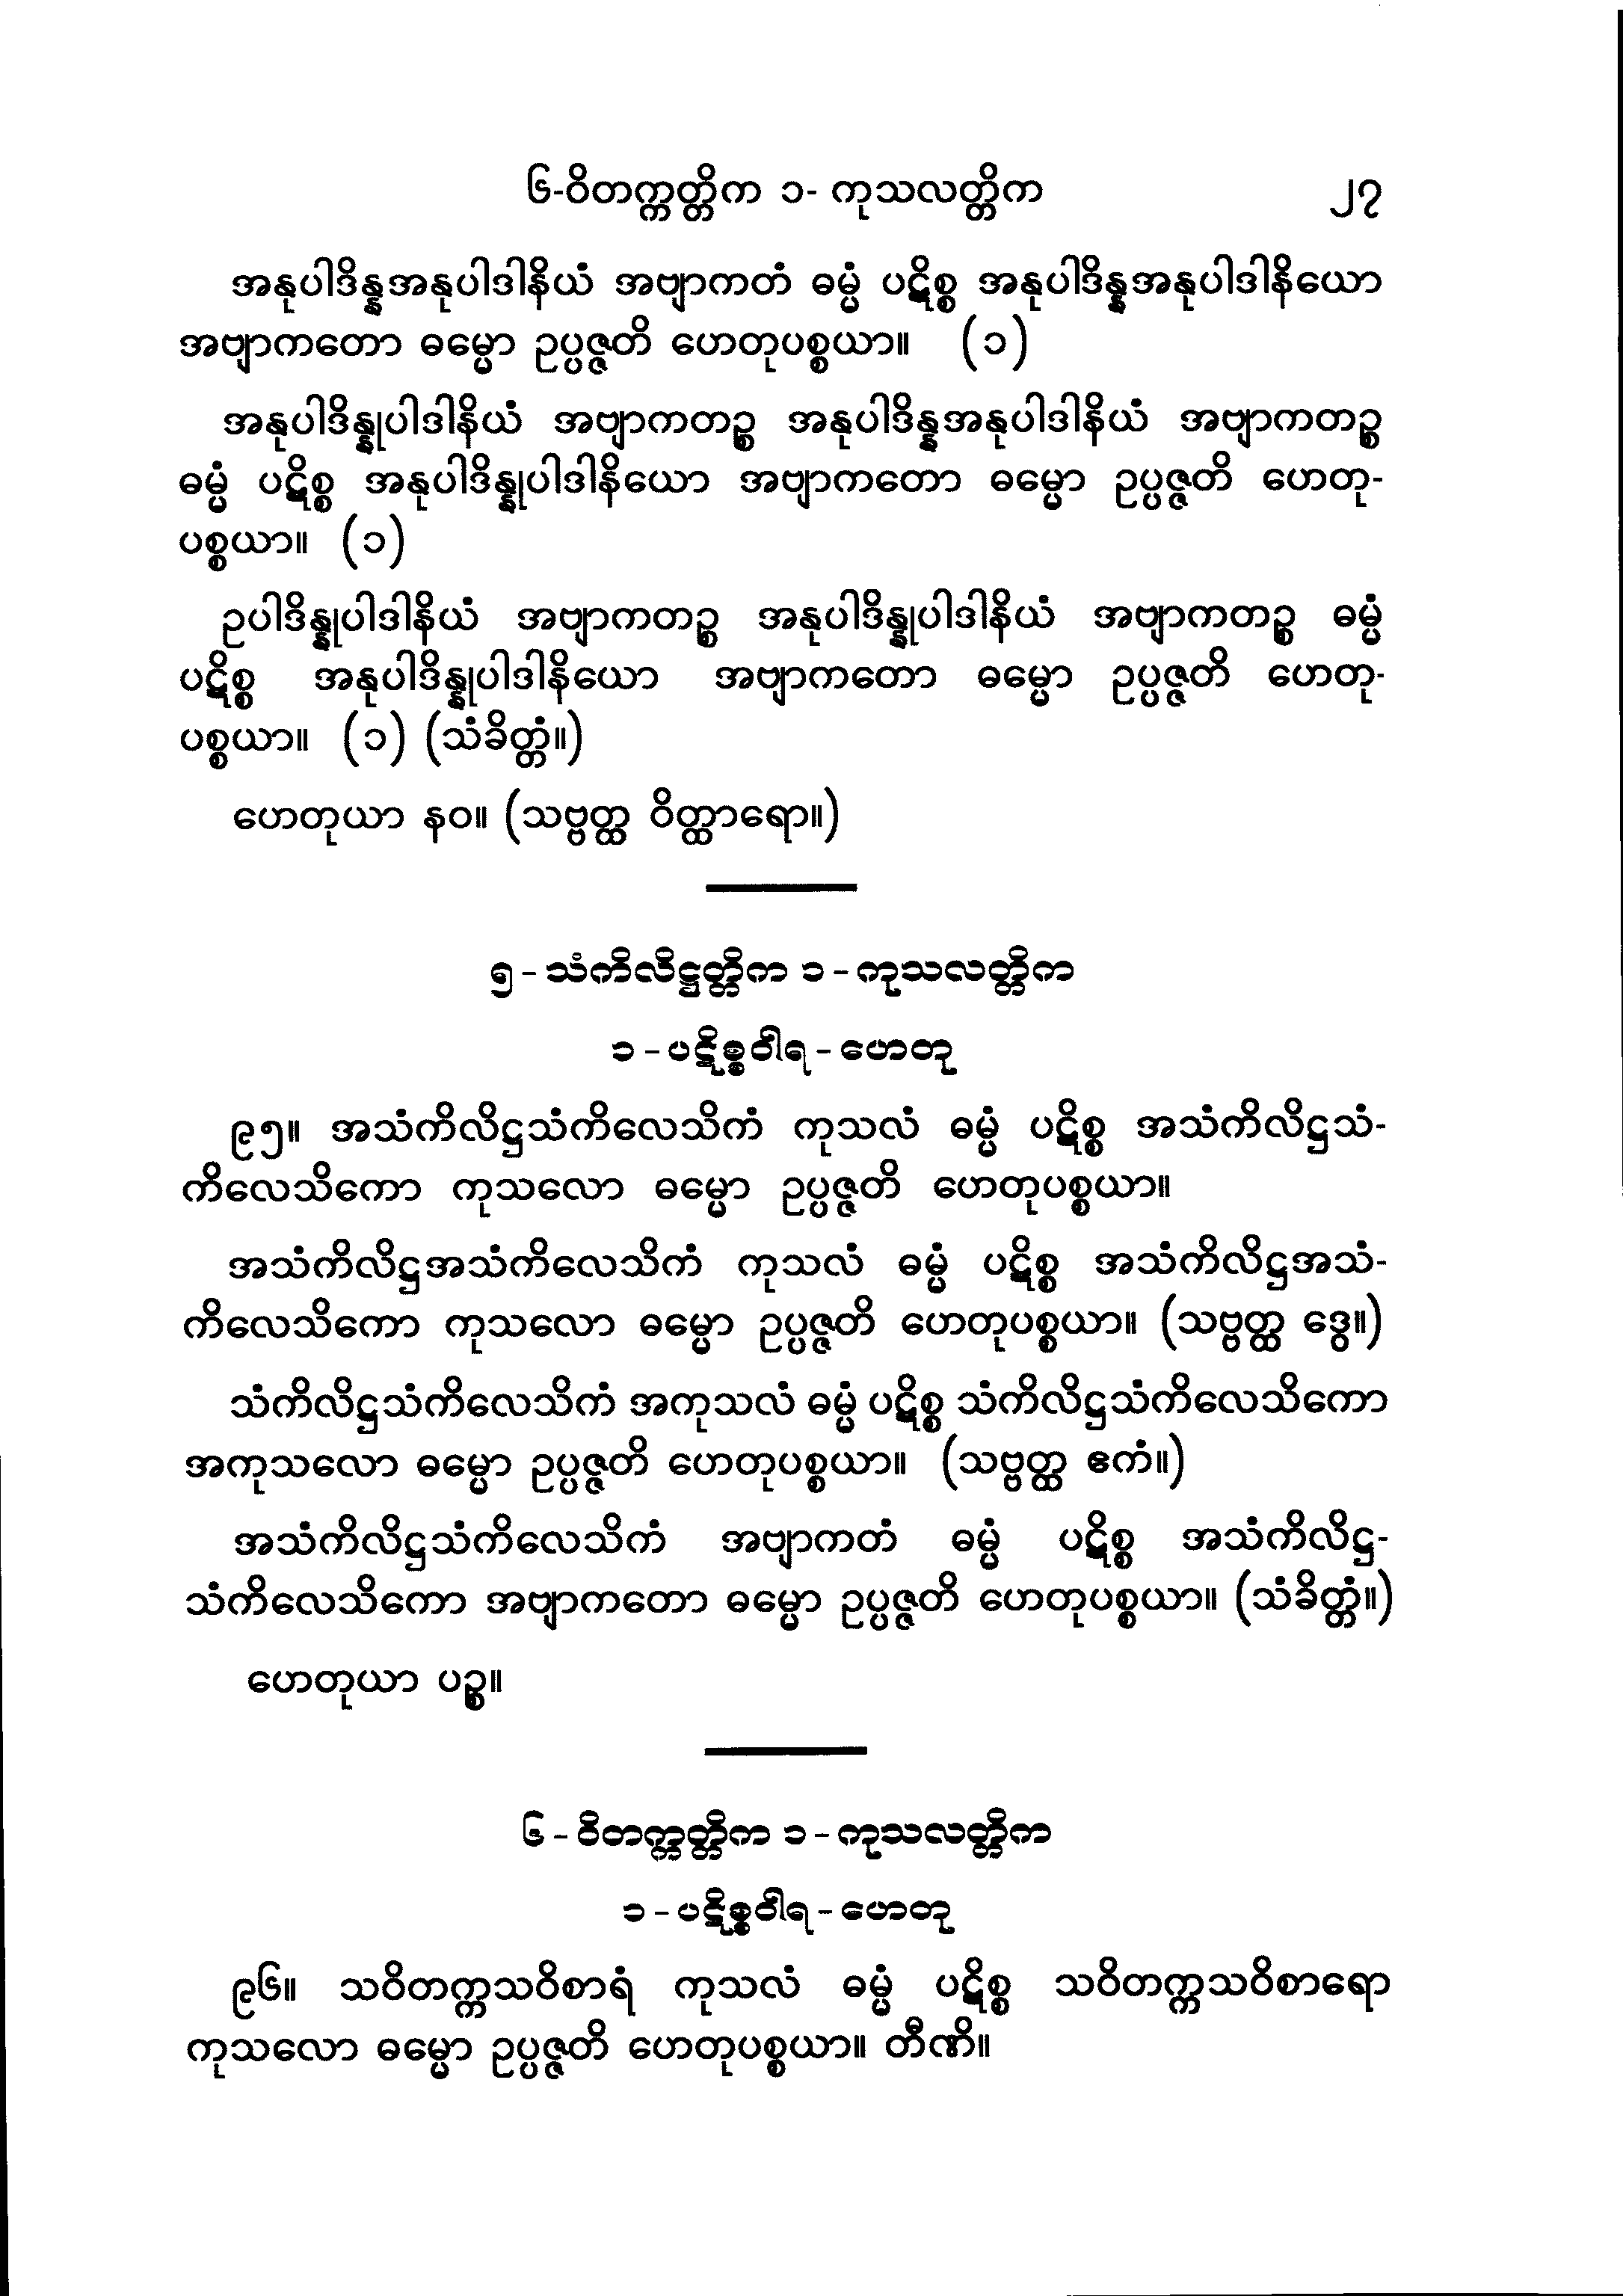 ၆-ဝိတက္ကတ္တိက ၁- ကုသလတ္တိက ၂၇
အနုပါဒိန္နအနုပါဒါနိယံ အဗျာကတံ ဓမ္မံ ပဋိစ္စ အနုပါဒိန္နအနုပါဒါနိယော
အဗျာကတော ဓမ္မော ဥပ္ပဇ္ဇတိ ဟေတုပစ္စယာ။ (၁)
အနုပါဒိန္နုပါဒါနိယံ အဗျာကတဉ္စ အနုပါဒိန္နအနုပါဒါနိယံ အဗျာကတဉ္စ
ဓမ္မံ ပဋိစ္စ အနုပါဒိန္နုပါဒါနိယော အဗျာကတော ဓမ္မော ဥပ္ပဇ္ဇတိ ဟေတု-
ပစ္စယာ။ (၁)
ဥပါဒိန္နုပါဒါနိယံ အဗျာကတဉ္စ အနုပါဒိန္နုပါဒါနိယံ အဗျာကတဉ္စ ဓမ္မံ
ပဋိစ္စ အနုပါဒိန္နုပါဒါနိယော အဗျာကတော ဓမ္မော ဥပ္ပဇ္ဇတိ ဟေတု-
ပစ္စယာ။ (၁) (သံခိတ္တံ။)
ဟေတုယာ နဝ။ (သဗ္ဗတ္ထ ဝိတ္ထာရော။)
၅ - သံကိလိဋ္ဌတ္တိက ၁ - ကုသလတ္တိက
၁ - ပဋိစ္စဝါရ - ဟေတု
၉၅။ အသံကိလိဋ္ဌသံကိလေသိကံ ကုသလံ ဓမ္မံ ပဋိစ္စ အသံကိလိဋ္ဌသံ-
ကိလေသိကော ကုသလော ဓမ္မော ဥပ္ပဇ္ဇတိ ဟေတုပစ္စယာ။
အသံကိလိဋ္ဌအသံကိလေသိကံ ကုသလံ ဓမ္မံ ပဋိစ္စ အသံကိလိဋ္ဌအသံ-
ကိလေသိကော ကုသလော ဓမ္မော ဥပ္ပဇ္ဇတိ ဟေတုပစ္စယာ။ (သဗ္ဗတ္ထ ဒွေ။)
သံကိလိဋ္ဌသံကိလေသိကံ အကုသလံ ဓမ္မံ ပဋိစ္စ သံကိလိဋ္ဌသံကိလေသိကော
အကုသလော ဓမ္မော ဥပ္ပဇ္ဇတိ ဟေတုပစ္စယာ။ (သဗ္ဗတ္ထ ဧကံ။)
အသံကိလိဋ္ဌသံကိလေသိကံ အဗျာကတံ ဓမ္မံ ပဋိစ္စ အသံကိလိဋ္ဌ-
သံကိလေသိကော အဗျာကတော ဓမ္မော ဥပ္ပဇ္ဇတိ ဟေတုပစ္စယာ။ (သံခိတ္တံ။)
ဟေတုယာ ပဉ္စ။
၆ - ဝိတက္ကတ္တိက ၁ - ကုသလတ္တိက
၁ - ပဋိစ္စဝါရ - ဟေတု
၉၆။ သဝိတက္ကသဝိစာရံ ကုသလံ ဓမ္မံ ပဋိစ္စ သဝိတက္ကသဝိစာရော
ကုသလော ဓမ္မော ဥပ္ပဇ္ဇတိ ဟေတုပစ္စယာ။ တီဏိ။